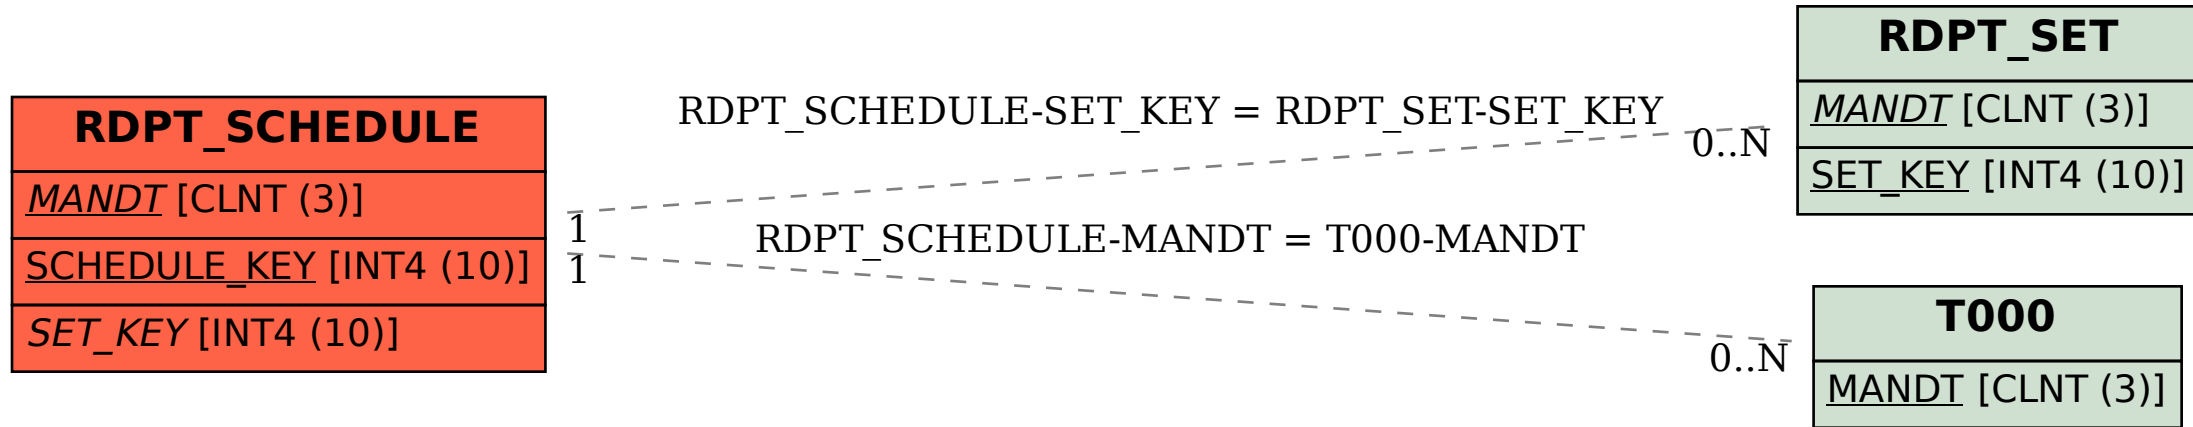 RDPT_SCHEDULE
MANDT [CLNT (3)]
SCHEDULE_KEY [INT4 (10)]
SET_KEY [INT4 (10)]
RDPT_SCHEDULE-SET_KEY = RDPT_SET-SET_KEY
0..N
1
RDPT_SCHEDULE-MANDT = T000-MANDT
1
0..N
RDPT_SET
MANDT [CLNT (3)]
SET_KEY [INT4 (10)]
T000
MANDT [CLNT (3)]